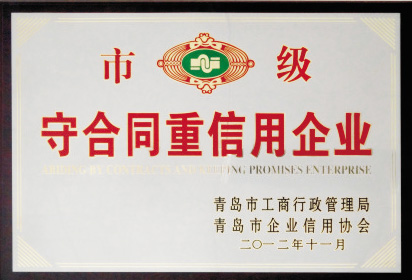 市 级
守合同重信用企业
PROMISES ENTERPRISE
青岛市工商行政管理局
青岛市企业信用协会
二〇一二年十一月